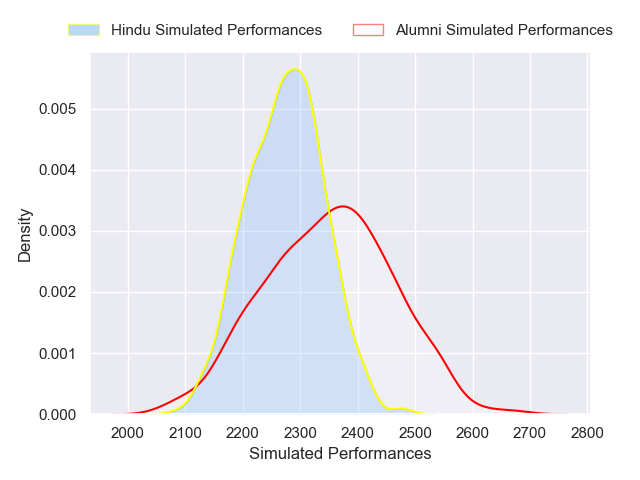 Hindu Simulated Performances Alumni Simulated Performances
0.005
0.004
0.003
0.002
0.001
0.000
Density
2000 2100 2200 2300 2400 2500 2600 2700 2800
Simulated Performances